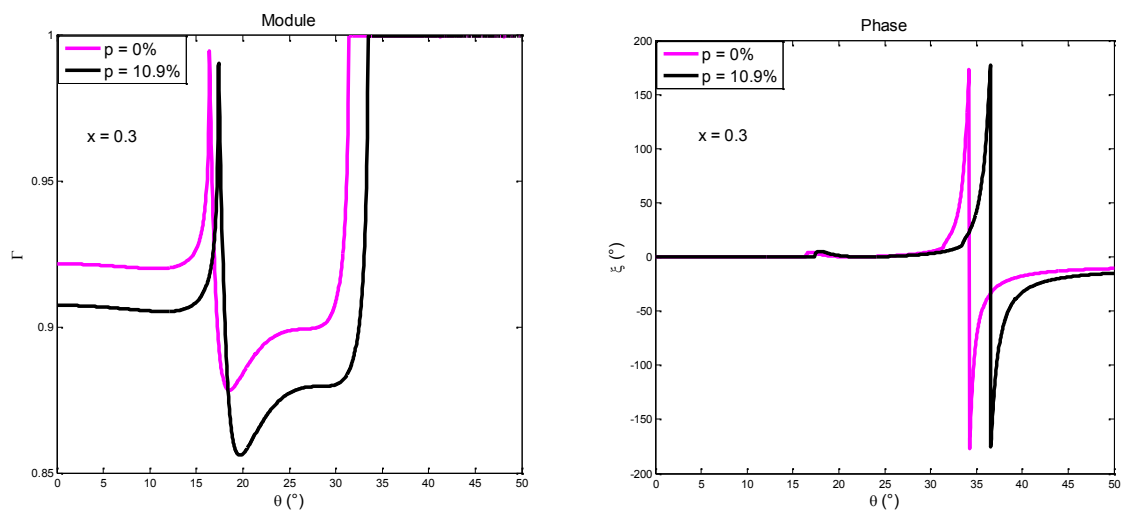 Module
1
p = 0%
p = 10.9%
x = 0.3
0.95
Γ
0.9
0.85
0 5 10 15 20 25 30 35 40 45 50
θ (°)
Phase
200
p = 0%
p = 10.9%
150
x = 0.3
100
50
ξ (°)
0
-50
-100
-150
-200
0 5 10 15 20 25 30 35 40 45 50
θ (°)